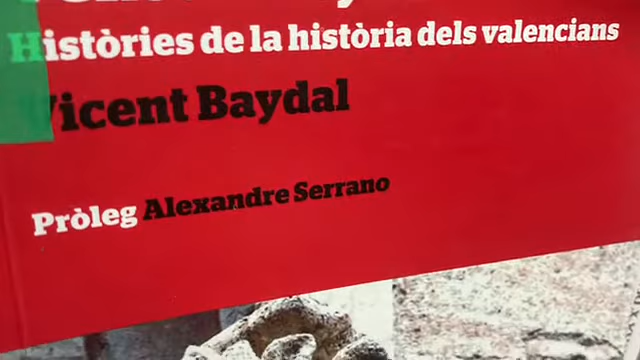 Històries de la història dels valencians
Vicent Baydal
Pròleg Alexandre Serrano